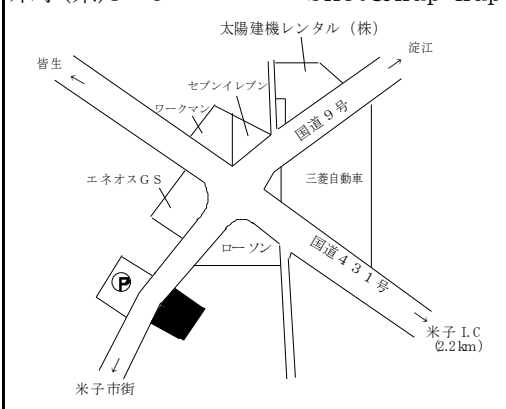 太陽建機レンタル（株）
淀江
皆生
セブンイレブン
ワークマン
国道９号
エネオスＧＳ
三菱自動車
ローソン
国道４３１号
P
米子 I.C
(2.2km)
米子市街